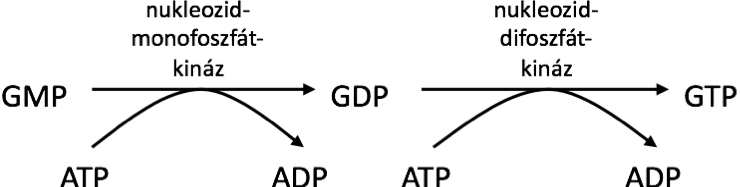 nukleozid-
monofoszfát-
kináz
nukleozid-
difoszfát-
kináz
GMP
GDP
GTP
ATP
ADP
ATP
ADP